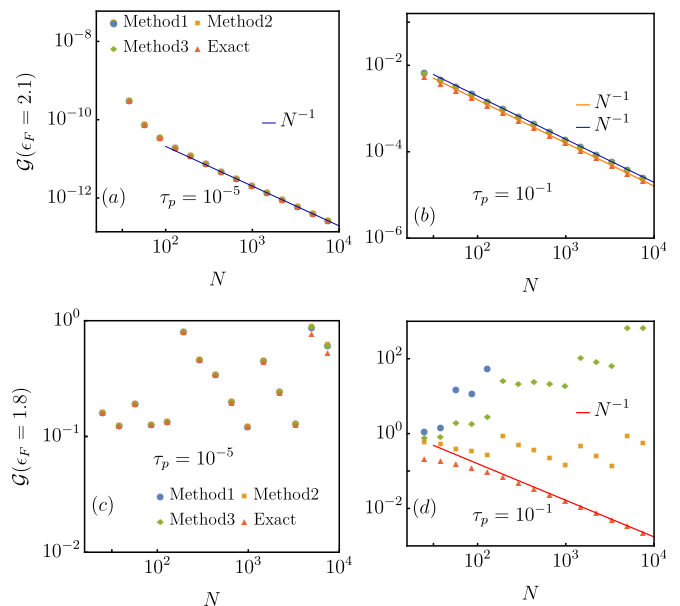 𝒢(ϵ_F = 2.1)
10^-8
10^-10
10^-12
Method1 Method2
Method3 Exact
N^-1
(a) τ_p = 10^-5
10^2 10^3 10^4
N
10^-2
10^-4
10^-6
N^-1
N^-1
(b) τ_p = 10^-1
10^2 10^3 10^4
N
𝒢(ϵ_F = 1.8)
10^0
10^-1
10^-2
τ_p = 10^-5
Method1 Method2
(c) Method3 Exact
10^2 10^3 10^4
N
10^2
10^0
10^-2
N^-1
(d) τ_p = 10^-1
10^2 10^3 10^4
N